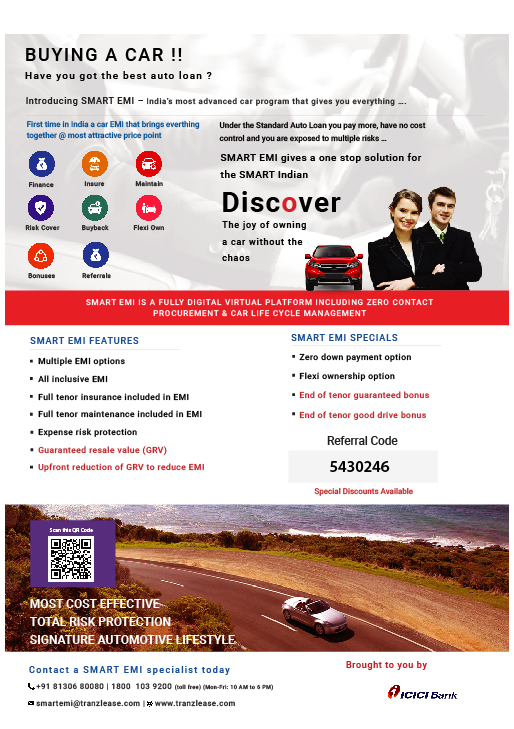 BUYING A CAR !!
Have you got the best auto loan ?
Introducing SMART EMI – India's most advanced car program that gives you everything ....
First time in India a car EMI that brings everthing
together @ most attractive price point
Finance
Insure
Maintain
Risk Cover
Buyback
Flexi Own
Bonuses
Referrals
Under the Standard Auto Loan you pay more, have no cost
control and you are exposed to multiple risks ...
SMART EMI gives a one stop solution for
the SMART Indian
Discover
The joy of owning
a car without the
chaos
SMART EMI IS A FULLY DIGITAL VIRTUAL PLATFORM INCLUDING ZERO CONTACT
PROCUREMENT & CAR LIFE CYCLE MANAGEMENT
SMART EMI FEATURES
▪ Multiple EMI options
▪ All inclusive EMI
▪ Full tenor insurance included in EMI
▪ Full tenor maintenance included in EMI
▪ Expense risk protection
▪ Guaranteed resale value (GRV)
▪ Upfront reduction of GRV to reduce EMI
SMART EMI SPECIALS
▪ Zero down payment option
▪ Flexi ownership option
▪ End of tenor guaranteed bonus
▪ End of tenor good drive bonus
Referral Code
5430246
Special Discounts Available
Scan this QR Code
MOST COST EFFECTIVE
TOTAL RISK PROTECTION
SIGNATURE AUTOMOTIVE LIFESTYLE
Contact a SMART EMI specialist today
+91 81306 80080 | 1800 103 9200 (toll free) (Mon-Fri: 10 AM to 6 PM)
smartemi@tranzlease.com | www.tranzlease.com
Brought to you by
ICICI Bank